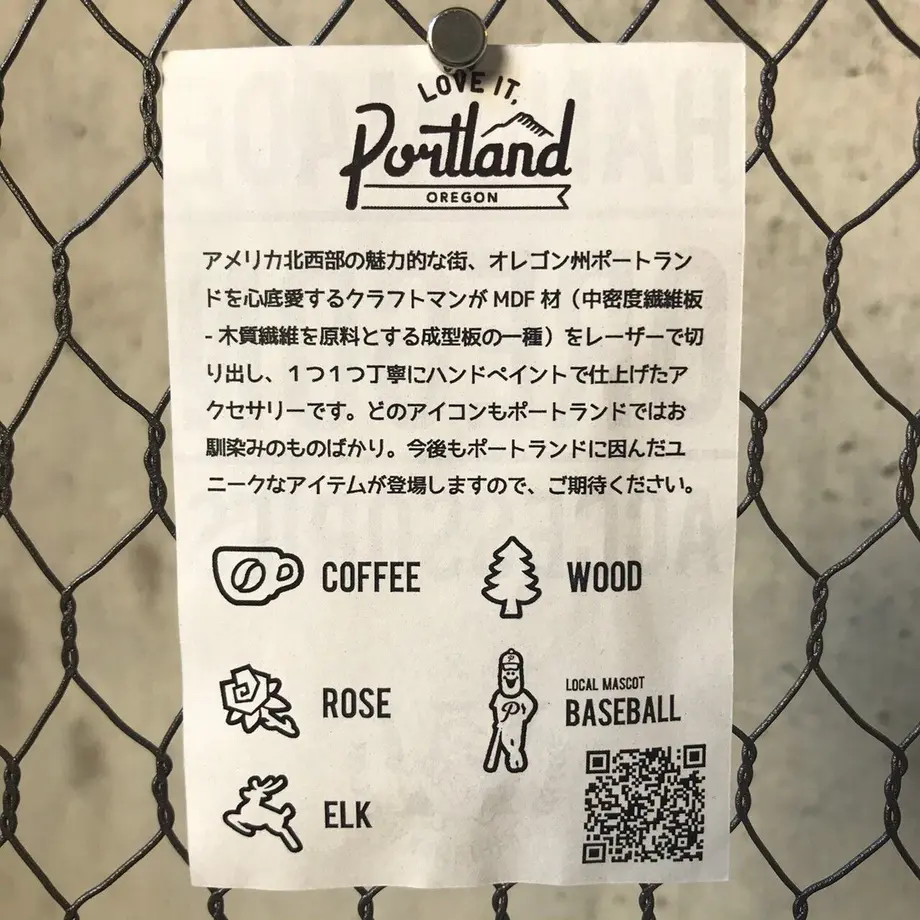 LOVE IT,
Portland
OREGON
アメリカ北西部の魅力的な街、オレゴン州ポートラン
ドを心底愛するクラフトマンが MDF 材（中密度繊維板
- 木質繊維を原料とする成型板の一種）をレーザーで切
り出し、１つ１つ丁寧にハンドペイントで仕上げたア
クセサリーです。どのアイコンもポートランドではお
馴染みのものばかり。今後もポートランドに因んだユ
ニークなアイテムが登場しますので、ご期待ください。
COFFEE
WOOD
ROSE
LOCAL MASCOT
BASEBALL
ELK